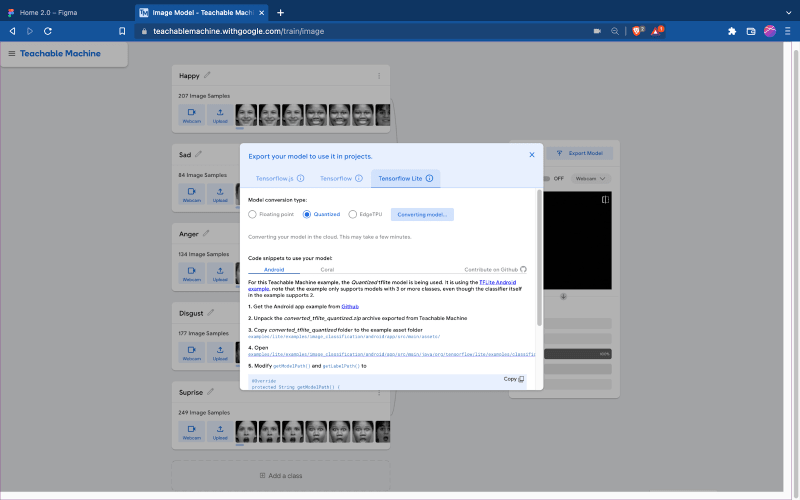 Home 2.0 – Figma
Image Model - Teachable Mach
teachablemachine.withgoogle.com/train/image
Teachable Machine
Happy
207 Image Samples
Webcam
Upload
Sad
84 Image Samples
Webcam
Upload
Anger
134 Image Samples
Webcam
Upload
Disgust
177 Image Samples
Webcam
Upload
Suprise
249 Image Samples
Webcam
Upload
Add a class
Export Model
OFF
Webcam
Export your model to use it in projects.
Tensorflow.js
Tensorflow
Tensorflow Lite
Model conversion type:
Floating point
Quantized
EdgeTPU
Converting model...
Converting your model in the cloud. This may take a few minutes.
Code snippets to use your model:
Android
Coral
Contribute on Github
For this Teachable Machine example, the Quantized tflite model is being used. It is using the TFLite Android
example, note that the example only supports models with 3 or more classes, even though the classifier itself
in the example supports 2.
1. Get the Android app example from Github
2. Unpack the converted_tflite_quantized.zip archive exported from Teachable Machine
3. Copy converted_tflite_quantized folder to the example asset folder
examples/lite/examples/image_classification/android/app/src/main/assets/
4. Open
examples/lite/examples/image_classification/android/app/src/main/java/org/tensorflow/lite/examples/classific
5. Modify getModelPath() and getLabelPath() to
Copy
@Override
protected String getModelPath() {